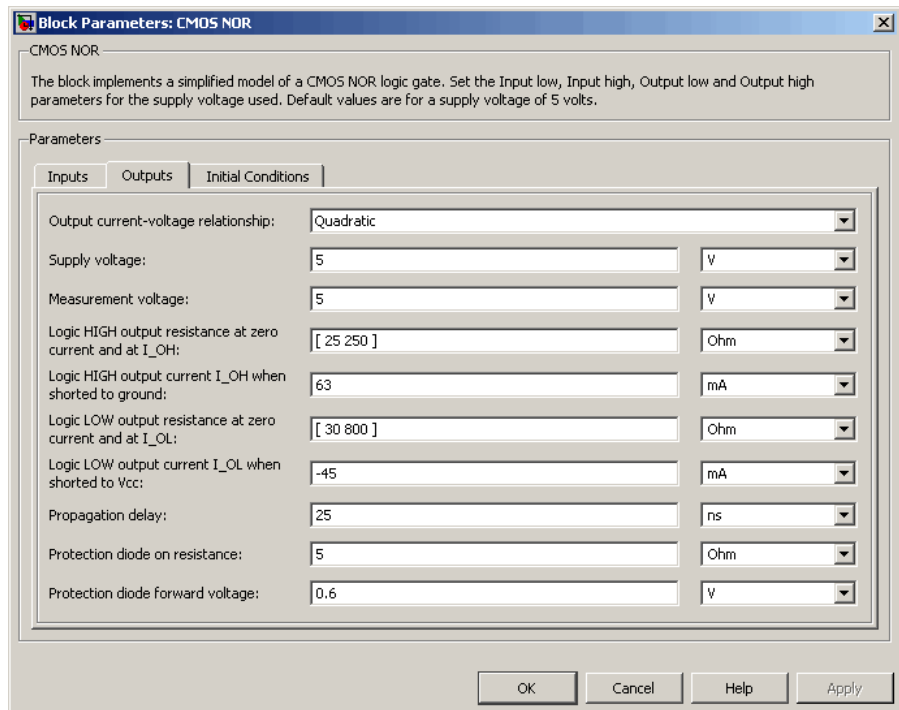 Block Parameters: CMOS NOR
CMOS NOR
The block implements a simplified model of a CMOS NOR logic gate. Set the Input low, Input high, Output low and Output high
parameters for the supply voltage used. Default values are for a supply voltage of 5 volts.
Parameters
Inputs Outputs Initial Conditions
Output current-voltage relationship: Quadratic
Supply voltage: 5 V
Measurement voltage: 5 V
Logic HIGH output resistance at zero
current and at I_OH: [ 25 250 ] Ohm
Logic HIGH output current I_OH when
shorted to ground: 63 mA
Logic LOW output resistance at zero
current and at I_OL: [ 30 800 ] Ohm
Logic LOW output current I_OL when
shorted to Vcc: -45 mA
Propagation delay: 25 ns
Protection diode on resistance: 5 Ohm
Protection diode forward voltage: 0.6 V
OK Cancel Help Apply